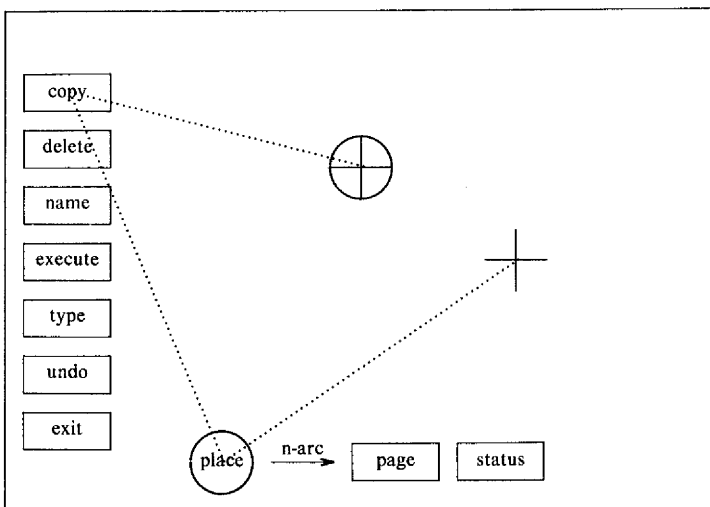 copy
delete
name
execute
type
undo
exit
place
n-arc
page
status